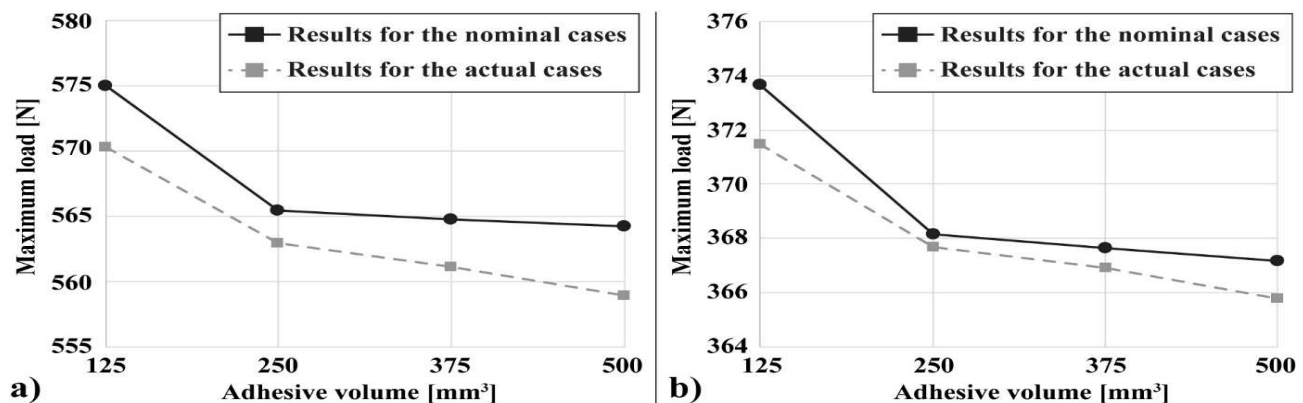 580
575
570
565
560
555
Maximum load [N]
Results for the nominal cases
Results for the actual cases
125
250
375
500
Adhesive volume [mm³]
a)
376
374
372
370
368
366
364
Maximum load [N]
Results for the nominal cases
Results for the actual cases
125
250
375
500
Adhesive volume [mm³]
b)